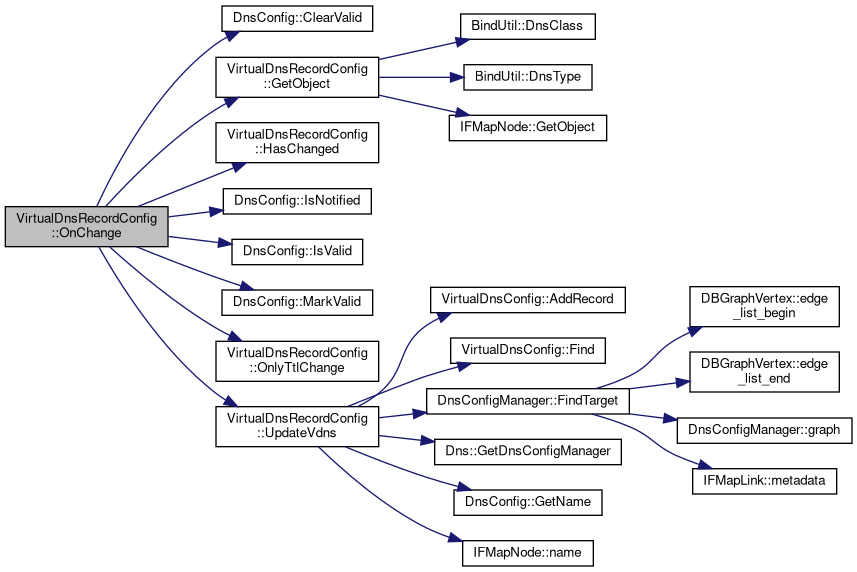 VirtualDnsRecordConfig
::OnChange
DnsConfig::ClearValid
VirtualDnsRecordConfig
::GetObject
VirtualDnsRecordConfig
::HasChanged
DnsConfig::IsNotified
DnsConfig::IsValid
DnsConfig::MarkValid
VirtualDnsRecordConfig
::OnlyTtlChange
VirtualDnsRecordConfig
::UpdateVdns
BindUtil::DnsClass
BindUtil::DnsType
IFMapNode::GetObject
VirtualDnsConfig::AddRecord
VirtualDnsConfig::Find
DnsConfigManager::FindTarget
Dns::GetDnsConfigManager
DnsConfig::GetName
IFMapNode::name
DBGraphVertex::edge
_list_begin
DBGraphVertex::edge
_list_end
DnsConfigManager::graph
IFMapLink::metadata